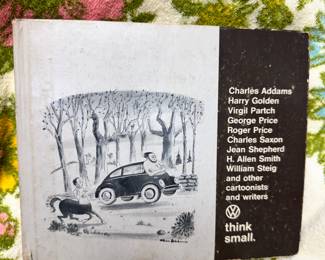 Charles Addams
Harry Golden
Virgil Partch
George Price
Roger Price
Charles Saxon
Jean Shepherd
H. Allen Smith
William Steig
and other
cartoonists
and writers
think
small.